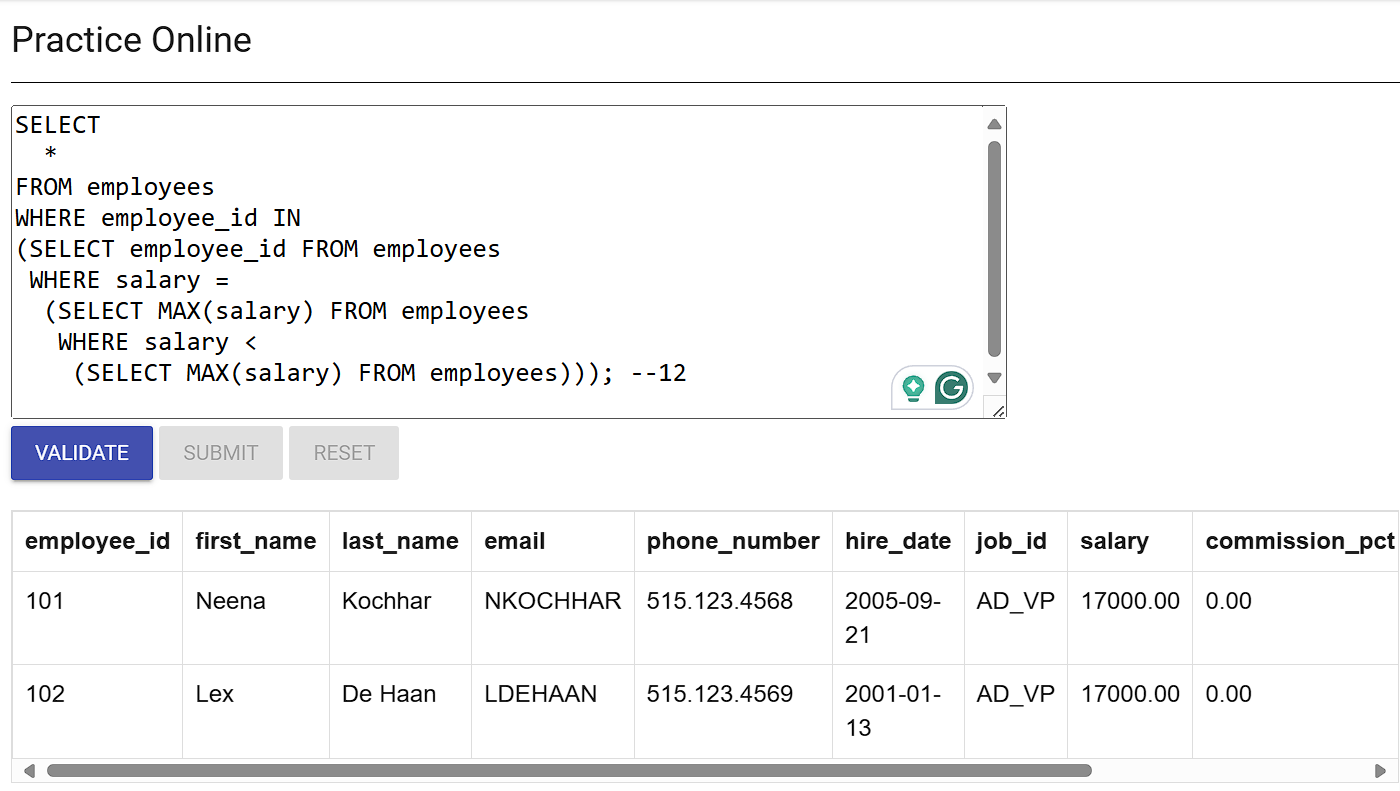 Practice Online
SELECT
  *
FROM employees
WHERE employee_id IN
(SELECT employee_id FROM employees
 WHERE salary =
  (SELECT MAX(salary) FROM employees
   WHERE salary <
    (SELECT MAX(salary) FROM employees))); --12
G
VALIDATE SUBMIT RESET
employee_id first_name last_name email phone_number hire_date job_id salary commission_pct
101 Neena Kochhar NKOCHHAR 515.123.4568 2005-09- AD_VP 17000.00 0.00
21
102 Lex De Haan LDEHAAN 515.123.4569 2001-01- AD_VP 17000.00 0.00
13